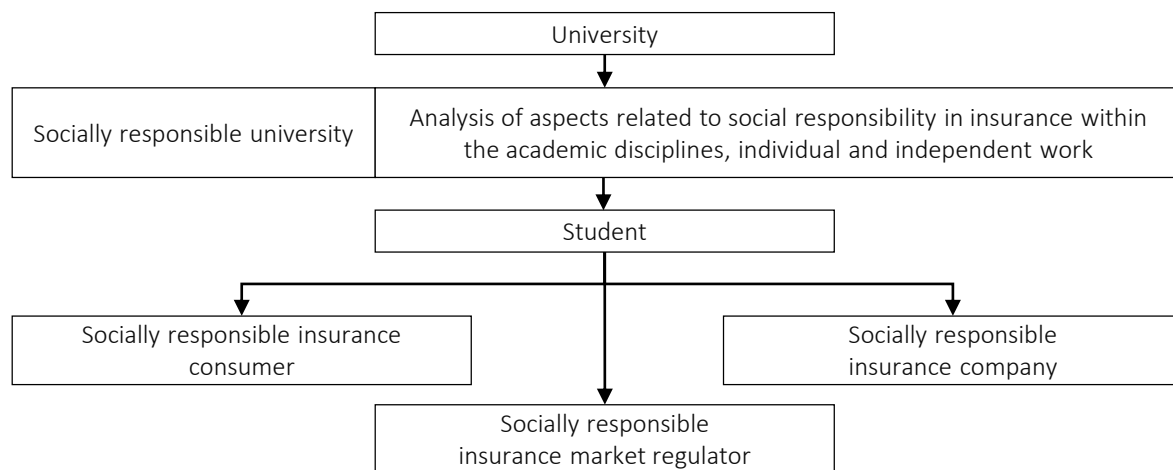 University
Socially responsible university
Analysis of aspects related to social responsibility in insurance within
the academic disciplines, individual and independent work
Student
Socially responsible insurance
consumer
Socially responsible
insurance company
Socially responsible
insurance market regulator